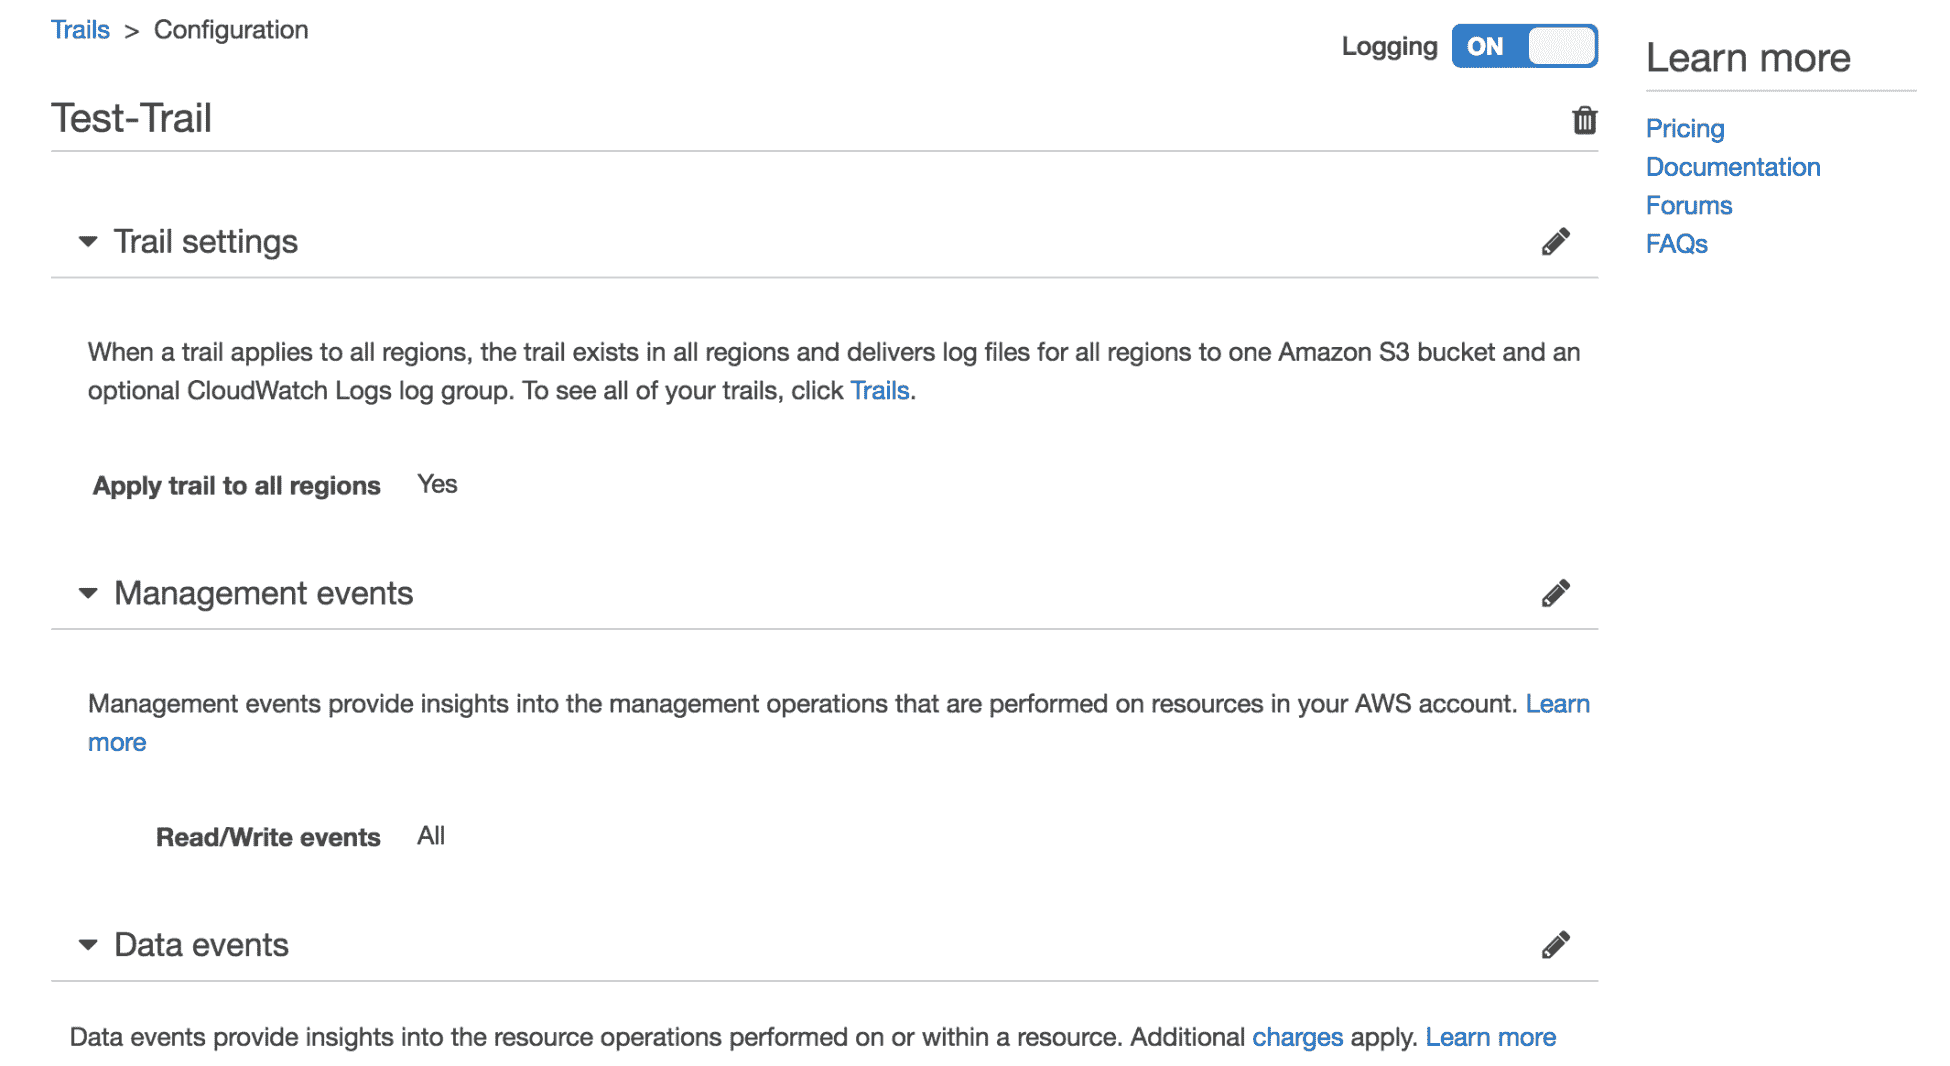 Trails > Configuration
Logging ON
Test-Trail
Trail settings
When a trail applies to all regions, the trail exists in all regions and delivers log files for all regions to one Amazon S3 bucket and an
optional CloudWatch Logs log group. To see all of your trails, click Trails.
Apply trail to all regions Yes
Management events
Management events provide insights into the management operations that are performed on resources in your AWS account. Learn
more
Read/Write events All
Data events
Data events provide insights into the resource operations performed on or within a resource. Additional charges apply. Learn more
Learn more
Pricing
Documentation
Forums
FAQs